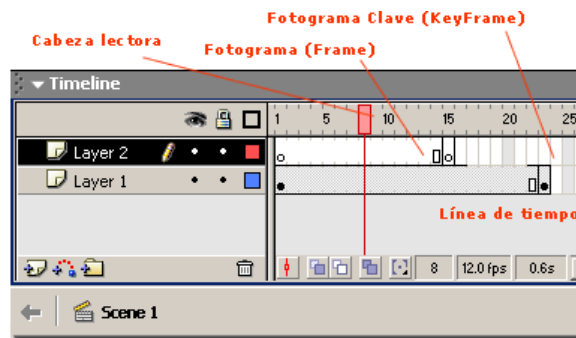 Fotograma Clave (KeyFrame)
Cabeza lectora
Fotograma (Frame)
Timeline
1 5 10 15 20 25
Layer 2
Layer 1
Línea de tiempo
8 12.0 fps 0.6s
Scene 1